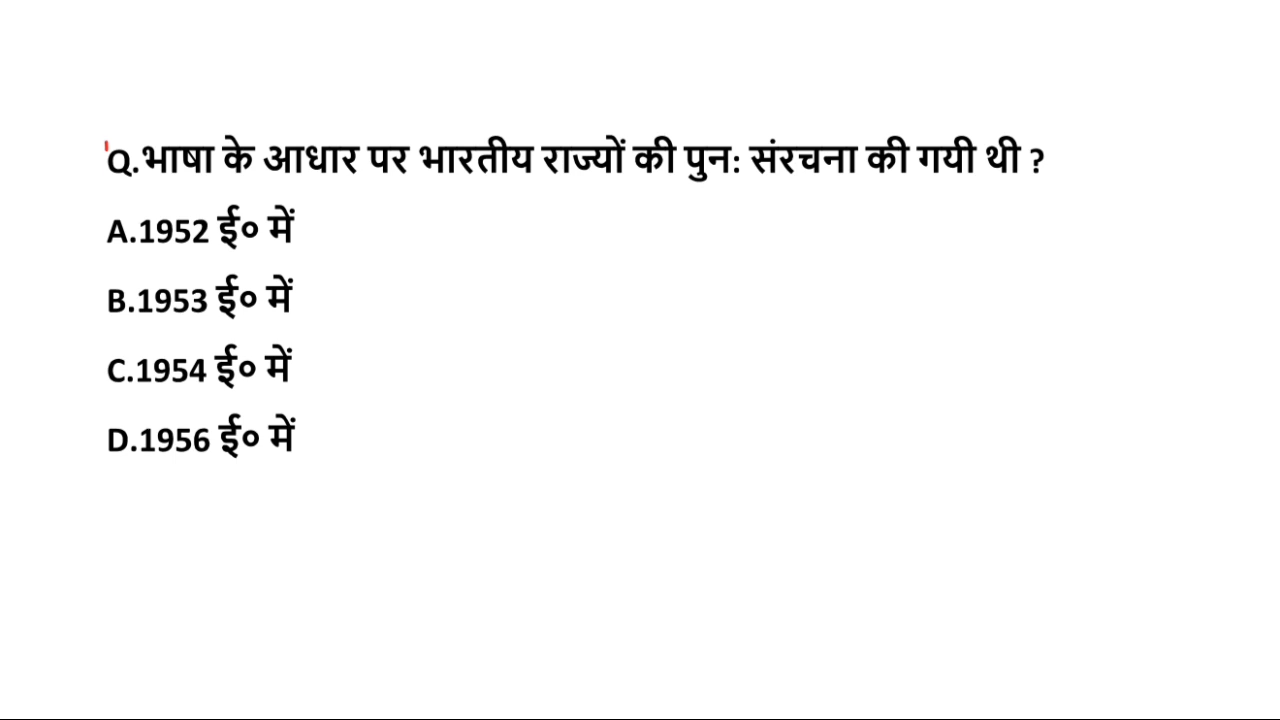 Q.भाषा के आधार पर भारतीय राज्यों की पुन: संरचना की गयी थी ?
A.1952 ई० में
B.1953 ई० में
C.1954 ई० में
D.1956 ई० में